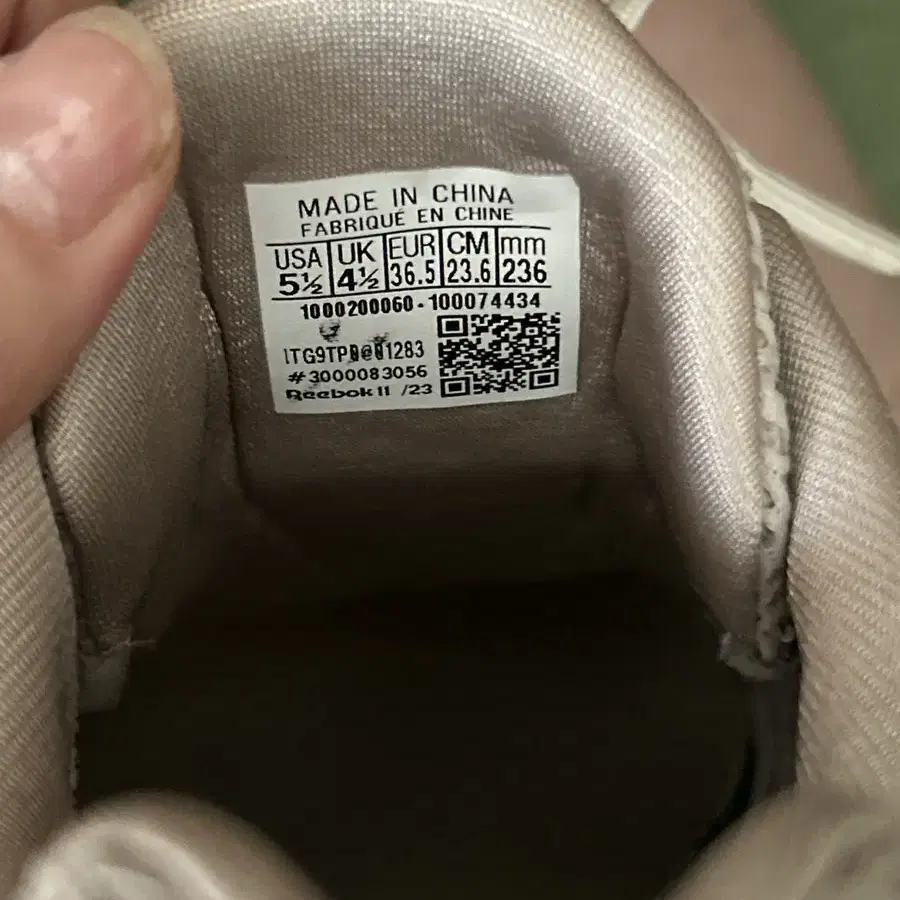 MADE IN CHINA
FABRIQUÉ EN CHINE
USA UK EUR CM mm
5½ 4½ 36.5 23.6 236
1000200060 - 100074434
#3000083056
Reebok 11 /23